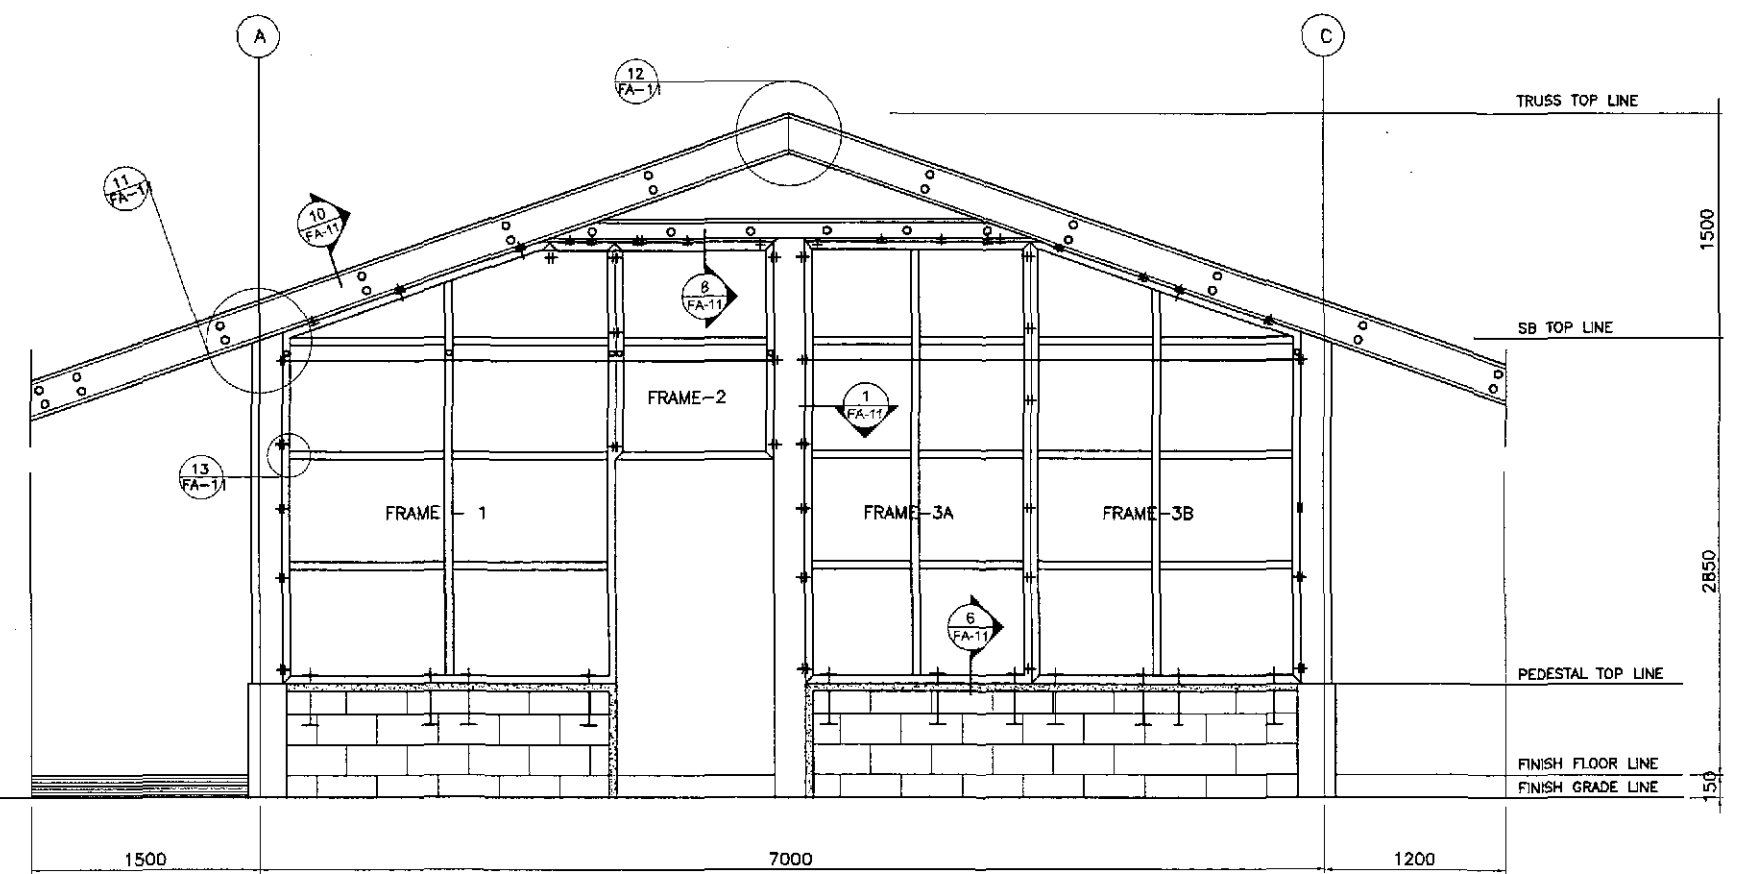 A
C
12
FA-11
TRUSS TOP LINE
11
FA-11
10
FA-11
1500
8
FA-11
SB TOP LINE
FRAME-2
1
FA-11
13
FA-11
FRAME - 1
FRAME-3A
FRAME-3B
2850
6
FA-11
PEDESTAL TOP LINE
FINISH FLOOR LINE
150
FINISH GRADE LINE
1500
7000
1200